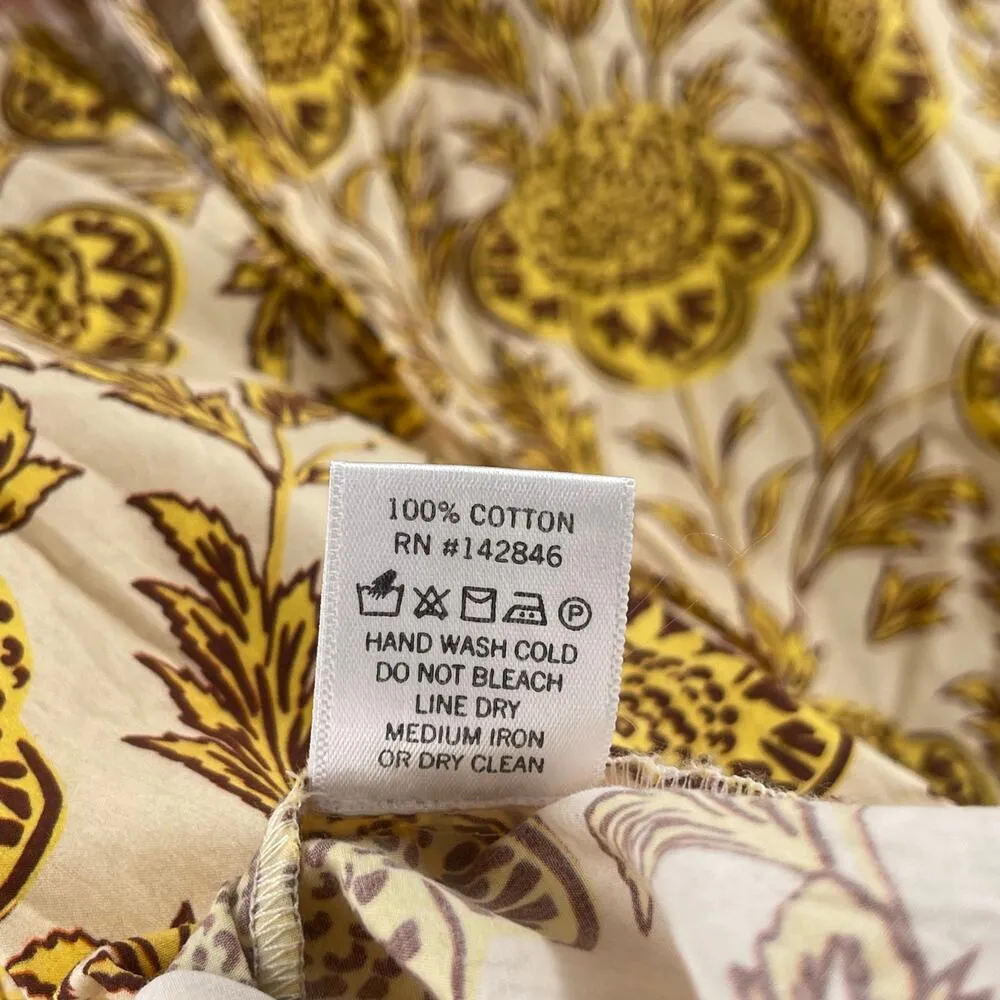 100% COTTON
RN #142846
P
HAND WASH COLD
DO NOT BLEACH
LINE DRY
MEDIUM IRON
OR DRY CLEAN